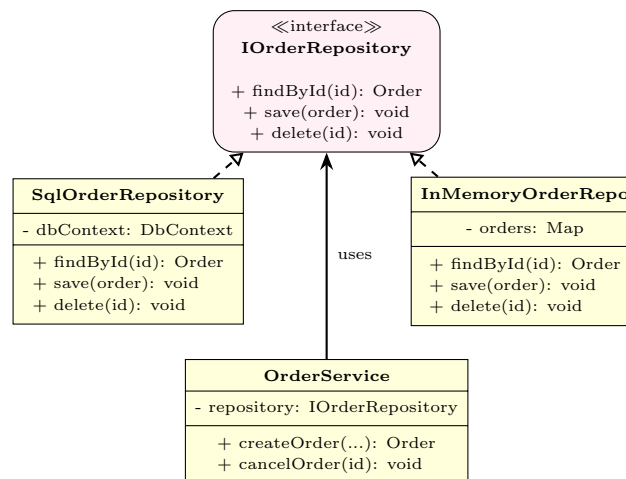 ≪interface≫
IOrderRepository
+ findById(id): Order
+ save(order): void
+ delete(id): void
SqlOrderRepository
- dbContext: DbContext
+ findById(id): Order
+ save(order): void
+ delete(id): void
InMemoryOrderRepo
- orders: Map
+ findById(id): Order
+ save(order): void
+ delete(id): void
uses
OrderService
- repository: IOrderRepository
+ createOrder(...): Order
+ cancelOrder(id): void